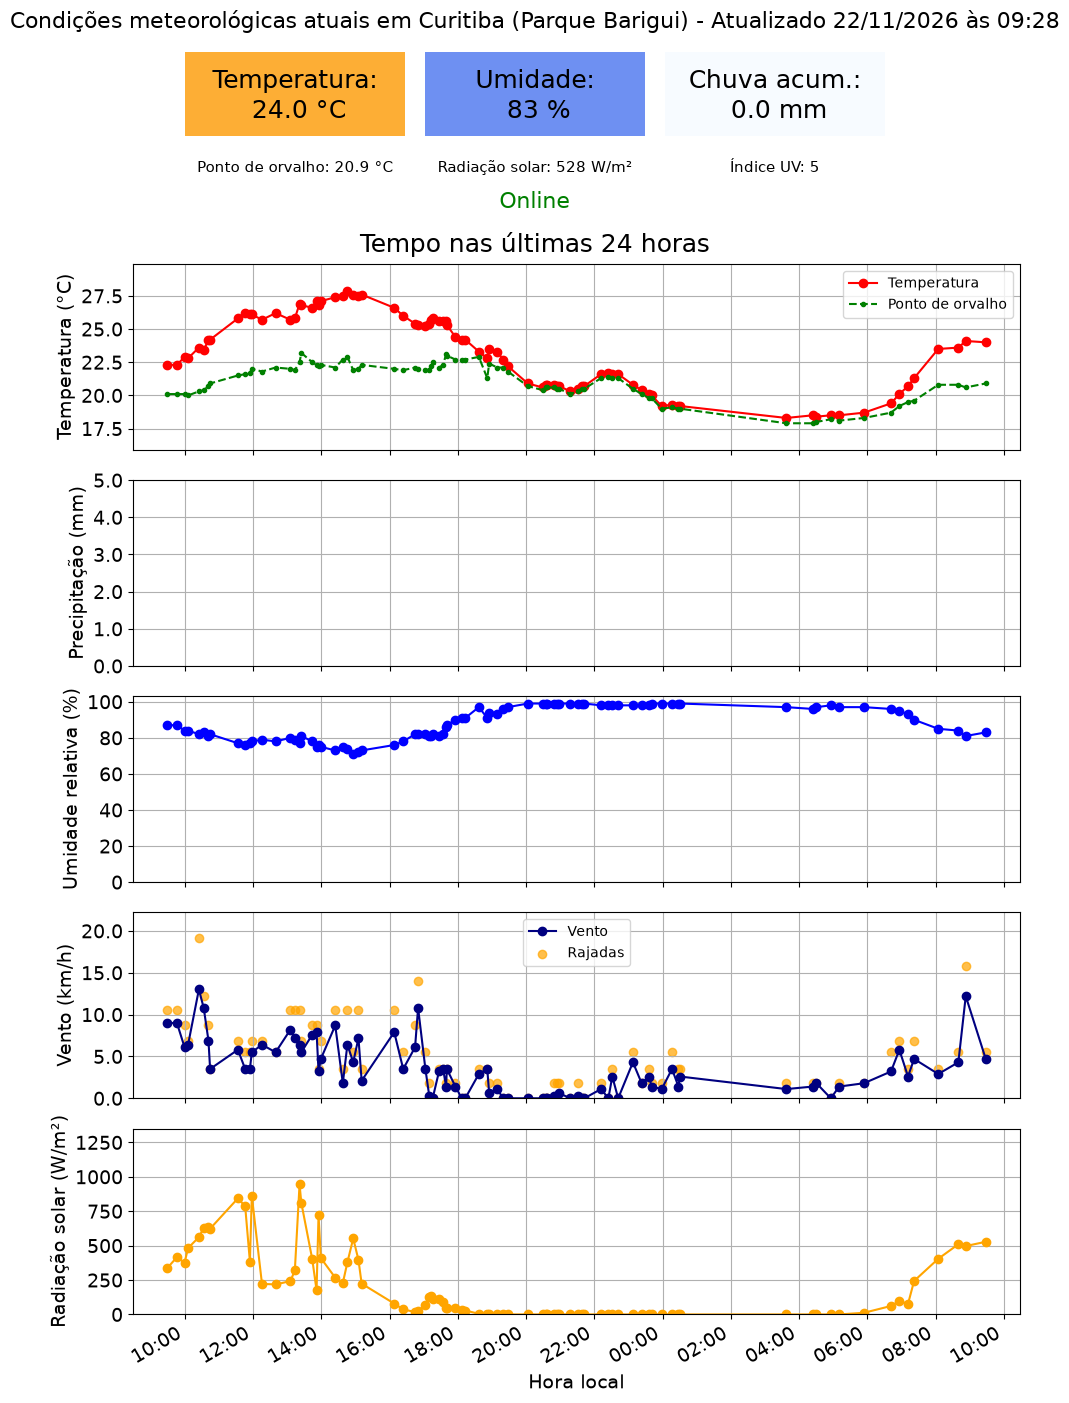 Condições meteorológicas atuais em Curitiba (Parque Barigui) - Atualizado 22/11/2026 às 09:28
Temperatura:
24.0 °C
Umidade:
83 %
Chuva acum.:
0.0 mm
Ponto de orvalho: 20.9 °C
Radiação solar: 528 W/m²
Índice UV: 5
Online
Tempo nas últimas 24 horas
Temperatura (°C)
27.5
25.0
22.5
20.0
17.5
Temperatura
Ponto de orvalho
Precipitação (mm)
5.0
4.0
3.0
2.0
1.0
0.0
Umidade relativa (%)
100
80
60
40
20
0
Vento (km/h)
20.0
15.0
10.0
5.0
0.0
Vento
Rajadas
Radiação solar (W/m²)
1250
1000
750
500
250
0
10:00
12:00
14:00
16:00
18:00
20:00
22:00
00:00
02:00
04:00
06:00
08:00
10:00
Hora local